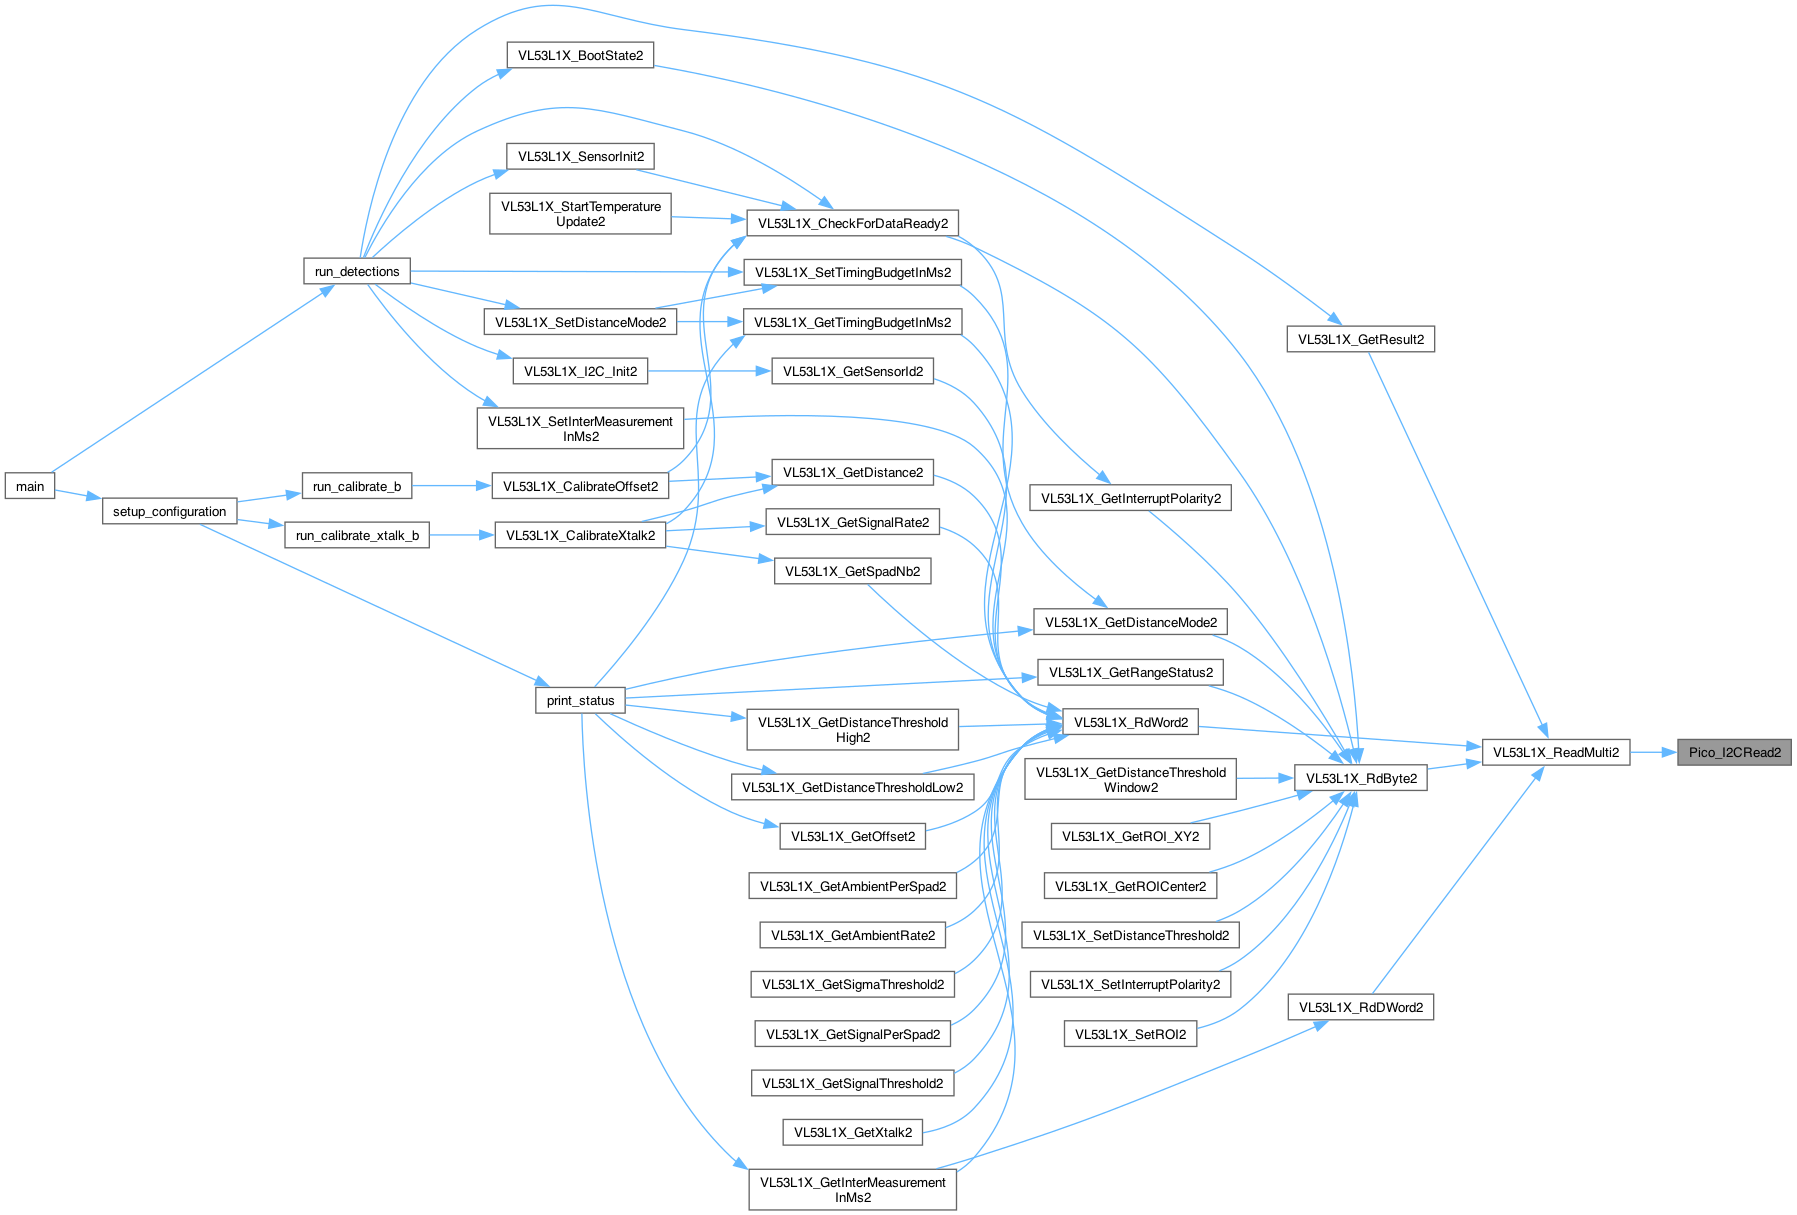 VL53L1X_BootState2
VL53L1X_SensorInit2
VL53L1X_StartTemperature
Update2
VL53L1X_CheckForDataReady2
run_detections
VL53L1X_SetTimingBudgetInMs2
VL53L1X_SetDistanceMode2
VL53L1X_GetTimingBudgetInMs2
VL53L1X_GetResult2
VL53L1X_I2C_Init2
VL53L1X_GetSensorId2
VL53L1X_SetInterMeasurement
InMs2
main
run_calibrate_b
VL53L1X_CalibrateOffset2
VL53L1X_GetDistance2
VL53L1X_GetInterruptPolarity2
setup_configuration
run_calibrate_xtalk_b
VL53L1X_CalibrateXtalk2
VL53L1X_GetSignalRate2
VL53L1X_GetSpadNb2
VL53L1X_GetDistanceMode2
VL53L1X_GetRangeStatus2
print_status
VL53L1X_GetDistanceThreshold
High2
VL53L1X_RdWord2
VL53L1X_ReadMulti2
Pico_I2CRead2
VL53L1X_GetDistanceThresholdLow2
VL53L1X_GetDistanceThreshold
Window2
VL53L1X_RdByte2
VL53L1X_GetOffset2
VL53L1X_GetROI_XY2
VL53L1X_GetAmbientPerSpad2
VL53L1X_GetROICenter2
VL53L1X_GetAmbientRate2
VL53L1X_SetDistanceThreshold2
VL53L1X_GetSigmaThreshold2
VL53L1X_SetInterruptPolarity2
VL53L1X_RdDWord2
VL53L1X_GetSignalPerSpad2
VL53L1X_SetROI2
VL53L1X_GetSignalThreshold2
VL53L1X_GetXtalk2
VL53L1X_GetInterMeasurement
InMs2